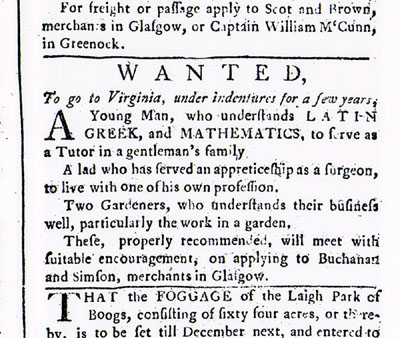 For freight or paſſage apply to Scot and Brown,
merchants in Glaſgow, or Captain William McCunn,
in Greenock.
WANTED,
To go to Virginia, under indentures for a few years;
A Young Man, who underſtands LATIN
GREEK, and MATHEMATICS, to ſerve as
a Tutor in a gentleman's family
A lad who has ſerved an appreticeſhip as a ſurgeon,
to live with one of his own profeſſion.
Two Gardeners, who underſtands their buſineſs
well, particularly the work in a garden.
Theſe, properly recommended, will meet with
ſuitable encouragement, on applying to Buchanan
and Simſon, merchants in Glaſgow.
THAT the FOGGAGE of the Laigh Park of
Boogs, conſiſting of ſixty four acres, or there-
by, is to be ſet till December next, and entered to